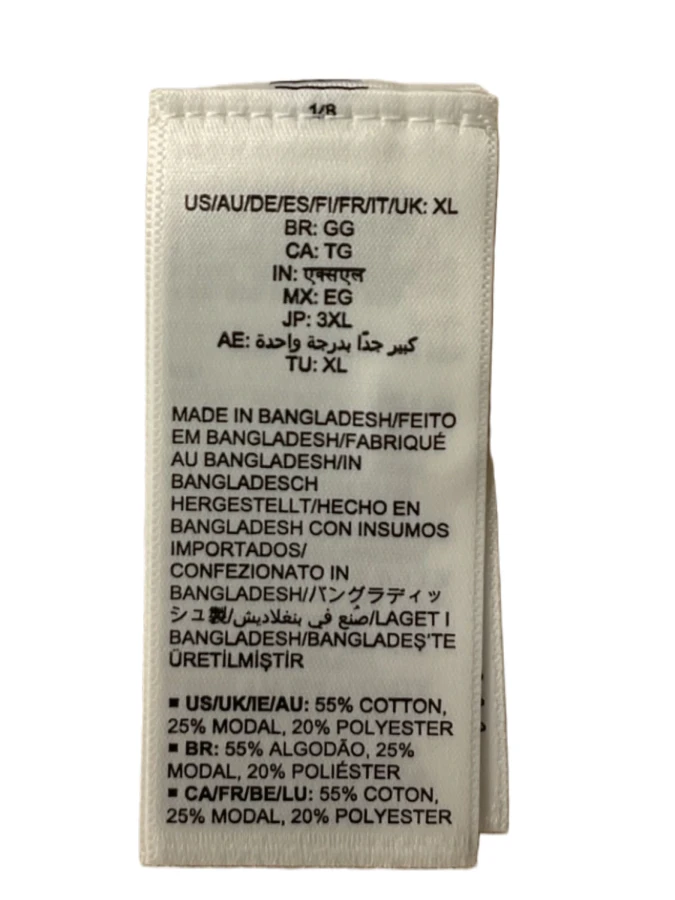 1/8
US/AU/DE/ES/FI/FR/IT/UK: XL
BR: GG
CA: TG
IN: एक्सएल
MX: EG
JP: 3XL
AE: كبير جدًا بدرجة واحدة
TU: XL
MADE IN BANGLADESH/FEITO
EM BANGLADESH/FABRIQUÉ
AU BANGLADESH/IN
BANGLADESCH
HERGESTELLT/HECHO EN
BANGLADESH CON INSUMOS
IMPORTADOS/
CONFEZIONATO IN
BANGLADESH/バングラディッ
シュ製/صُنع في بنغلاديش/LAGET I
BANGLADESH/BANGLADEŞ'TE
ÜRETİLMİŞTİR
▪ US/UK/IE/AU: 55% COTTON,
25% MODAL, 20% POLYESTER
▪ BR: 55% ALGODÃO, 25%
MODAL, 20% POLIÉSTER
▪ CA/FR/BE/LU: 55% COTON,
25% MODAL, 20% POLYESTER